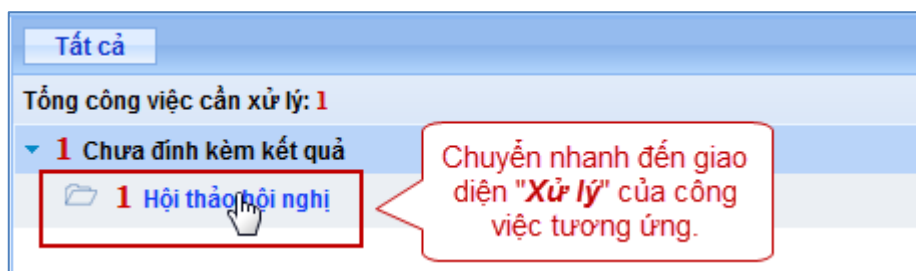 Tất cả
Tổng công việc cần xử lý: 1
1 Chưa đính kèm kết quả
1 Hội thảo hội nghị
Chuyển nhanh đến giao
diện "Xử lý" của công
việc tương ứng.